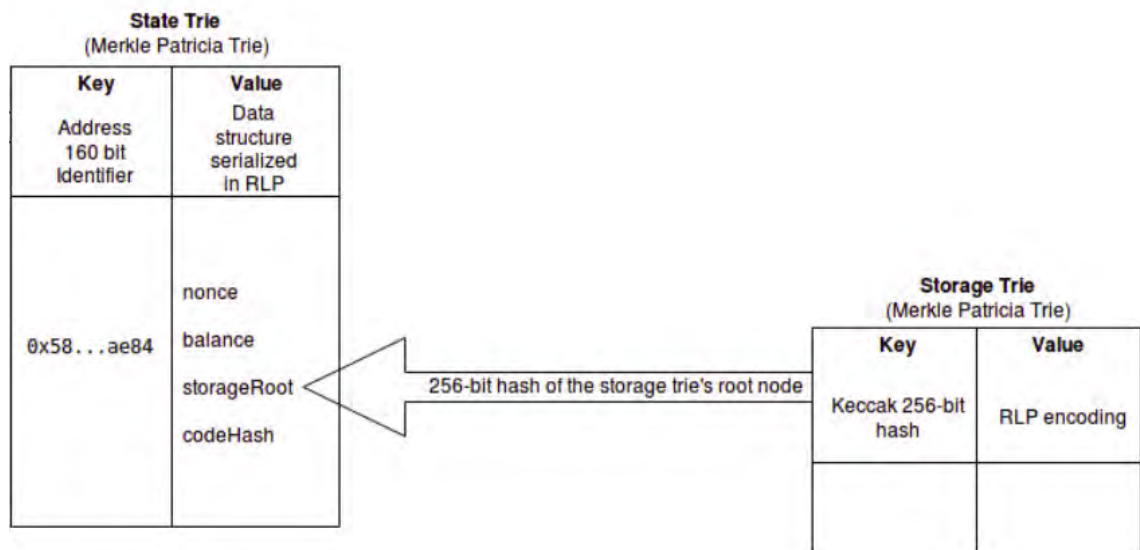 State Trie
(Merkle Patricia Trie)
Key
Value
Address
160 bit
Identifier
Data
structure
serialized
in RLP
0x58...ae84
nonce
balance
storageRoot
codeHash
256-bit hash of the storage trie's root node
Storage Trie
(Merkle Patricia Trie)
Key
Value
Keccak 256-bit
hash
RLP encoding